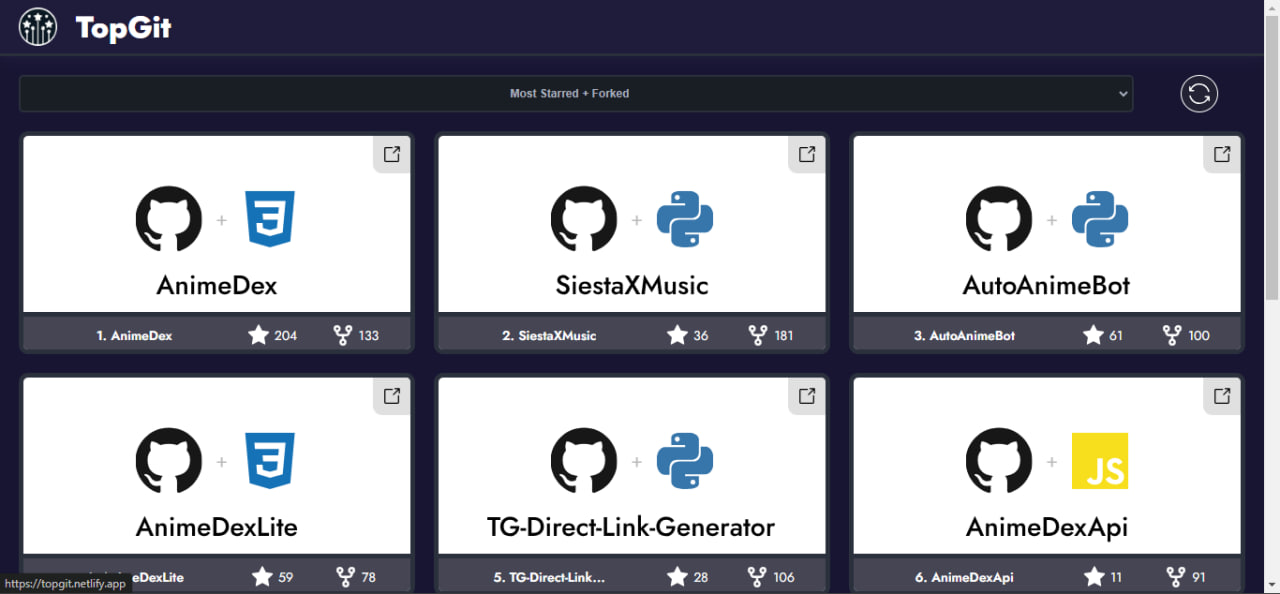 TopGit
Most Starred + Forked
+
AnimeDex
1. AnimeDex 204 133
+
SiestaXMusic
2. SiestaXMusic 36 181
+
AutoAnimeBot
3. AutoAnimeBot 61 100
+
AnimeDexLite
eDexLite 59 78
+
TG-Direct-Link-Generator
5. TG-Direct-Link... 28 106
+
JS
AnimeDexApi
6. AnimeDexApi 11 91
https://topgit.netlify.app